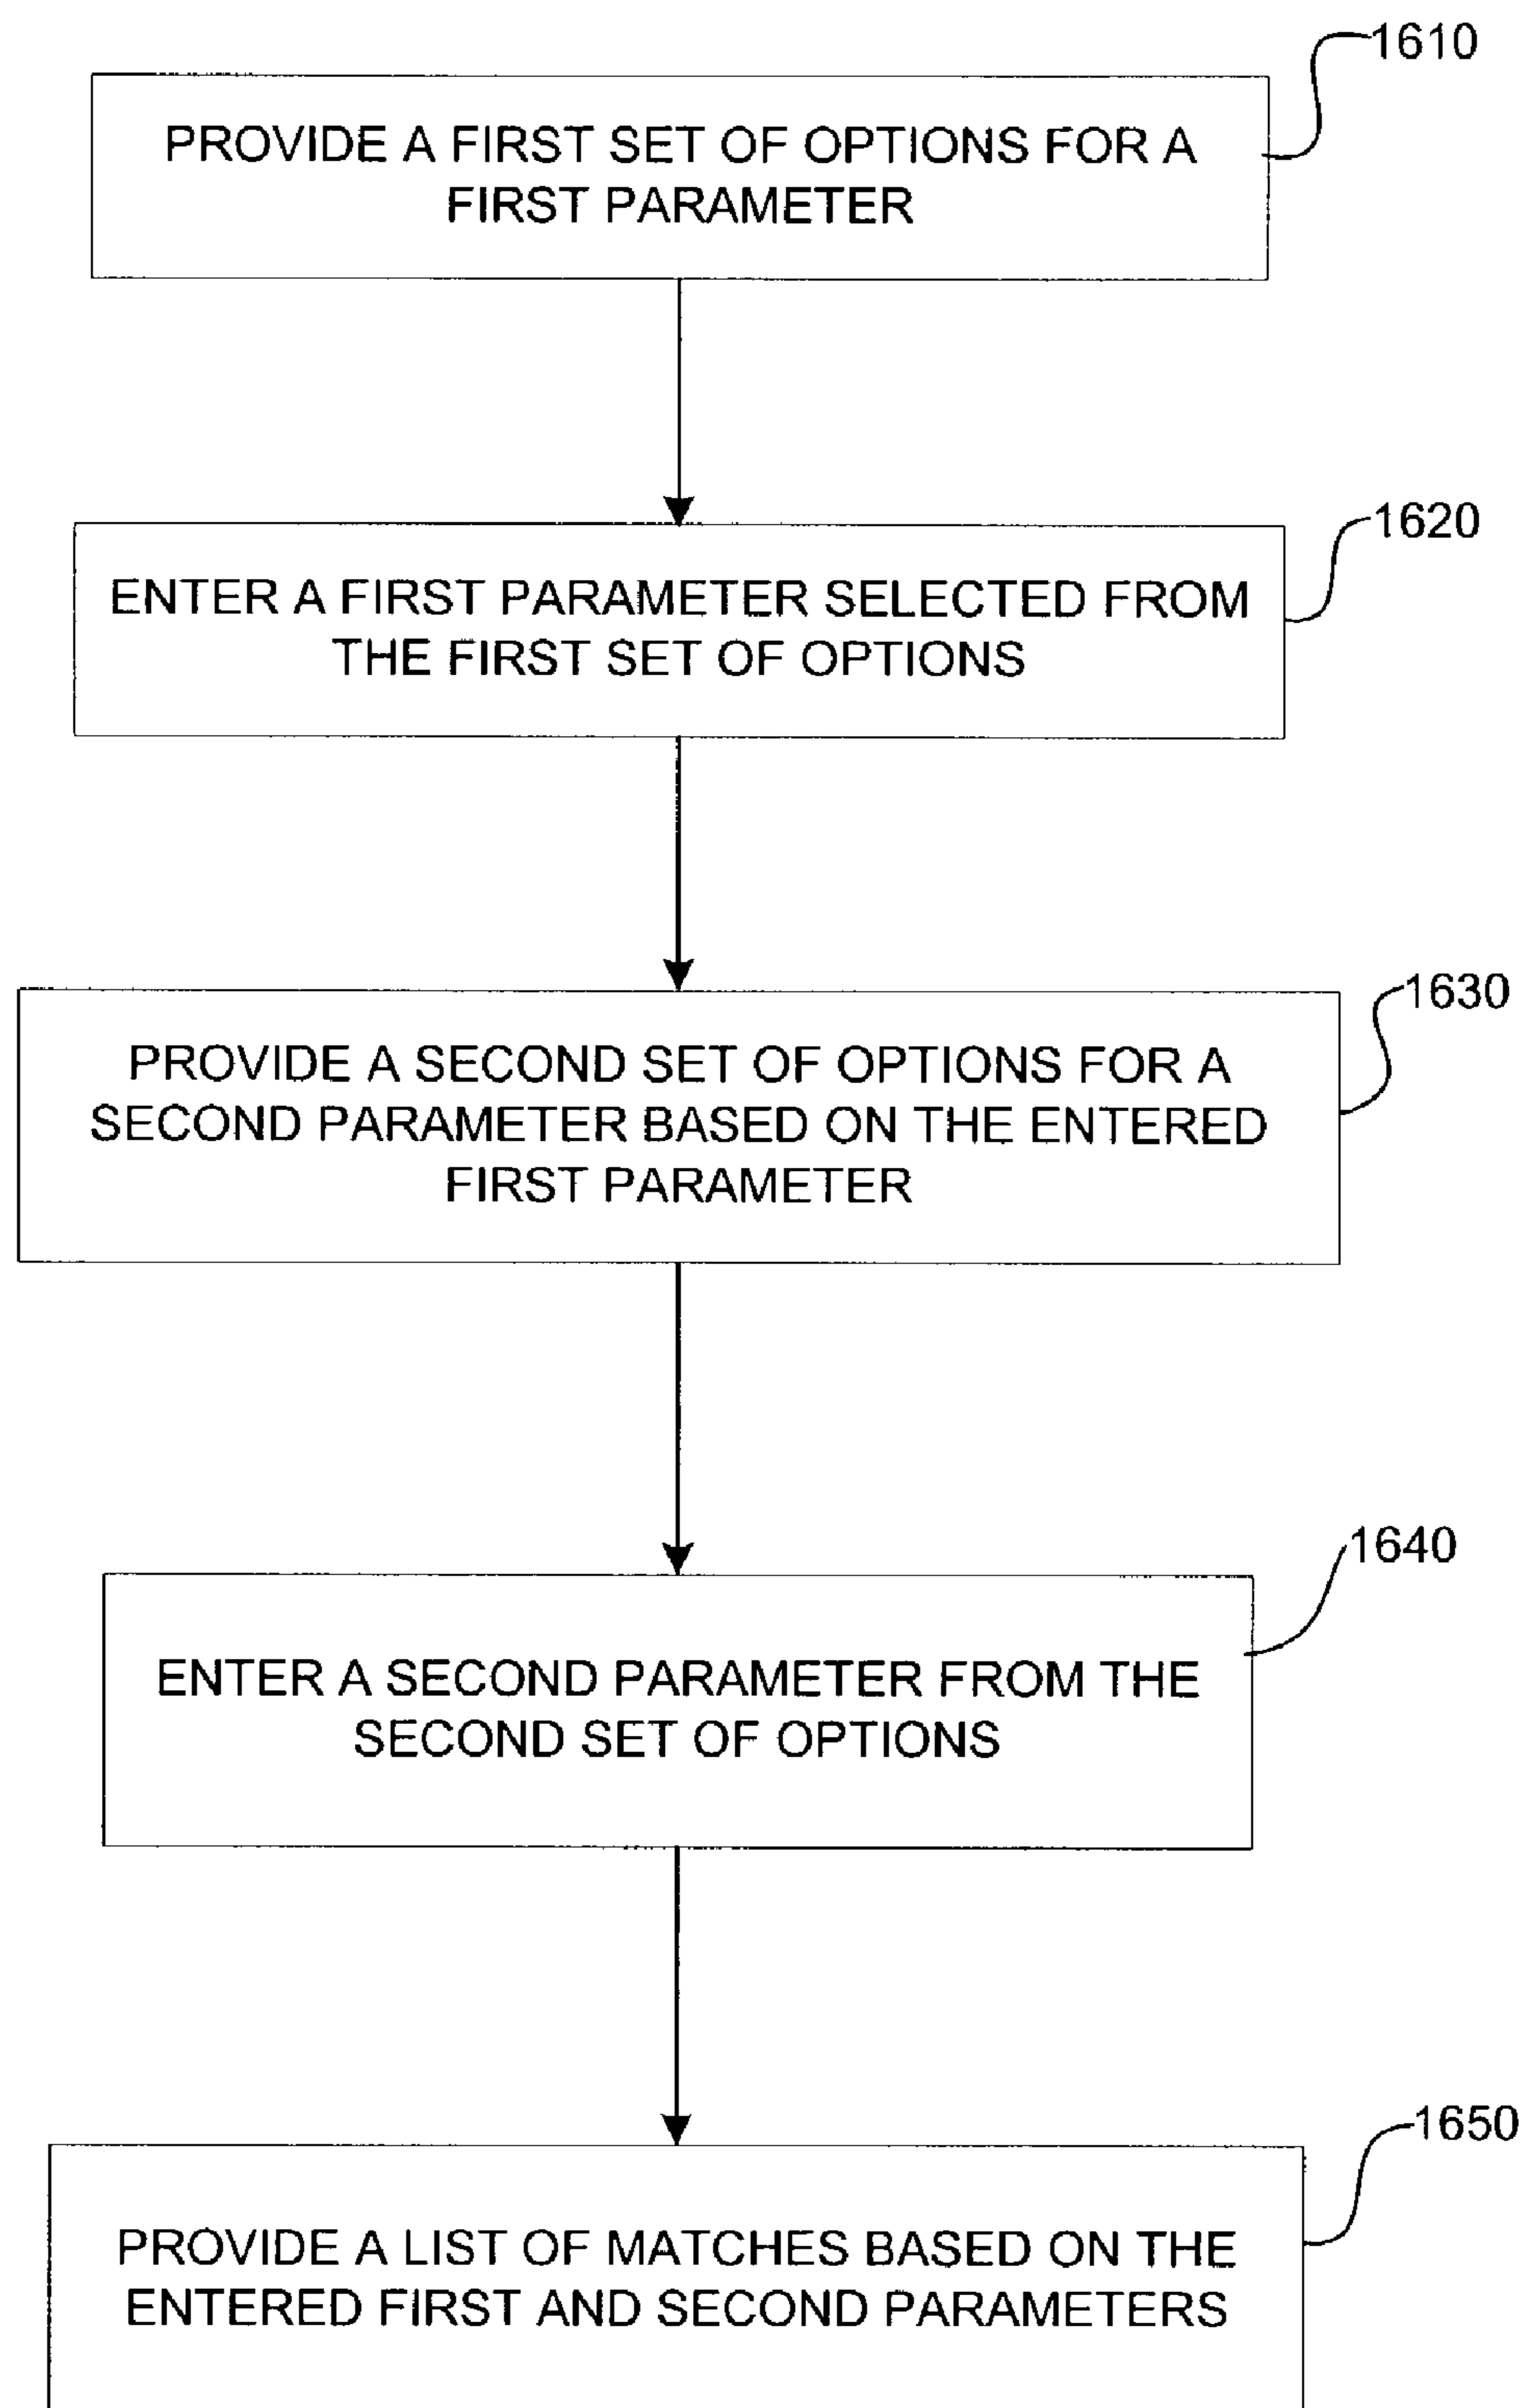 1610
PROVIDE A FIRST SET OF OPTIONS FOR A
FIRST PARAMETER
1620
ENTER A FIRST PARAMETER SELECTED FROM
THE FIRST SET OF OPTIONS
1630
PROVIDE A SECOND SET OF OPTIONS FOR A
SECOND PARAMETER BASED ON THE ENTERED
FIRST PARAMETER
1640
ENTER A SECOND PARAMETER FROM THE
SECOND SET OF OPTIONS
1650
PROVIDE A LIST OF MATCHES BASED ON THE
ENTERED FIRST AND SECOND PARAMETERS